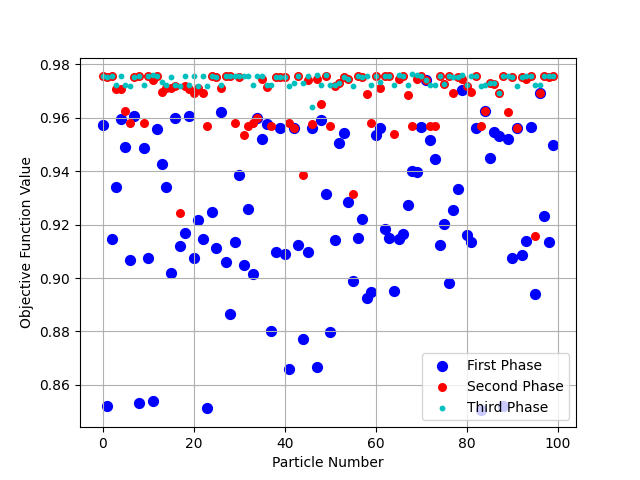 0.98
0.96
0.94
0.92
0.90
0.88
0.86
Objective Function Value
First Phase
Second Phase
Third Phase
0
20
40
60
80
100
Particle Number